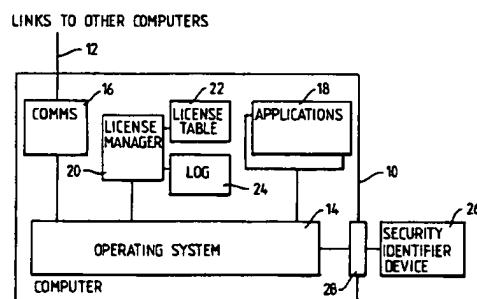 LINKS TO OTHER COMPUTERS
12
16
22
18
COMMS
LICENSE
MANAGER
LICENSE
TABLE
APPLICATIONS
20
LOG
24
10
14
26
OPERATING SYSTEM
SECURITY
IDENTIFIER
DEVICE
COMPUTER
28